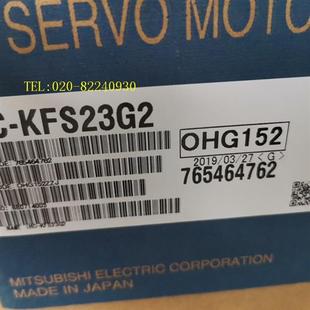 SERVO MOTO
TEL:020-82240930
C-KFS23G2
OHG152
2019/03/27<G>
765464762
MITSUBISHI ELECTRIC CORPORATION
MADE IN JAPAN